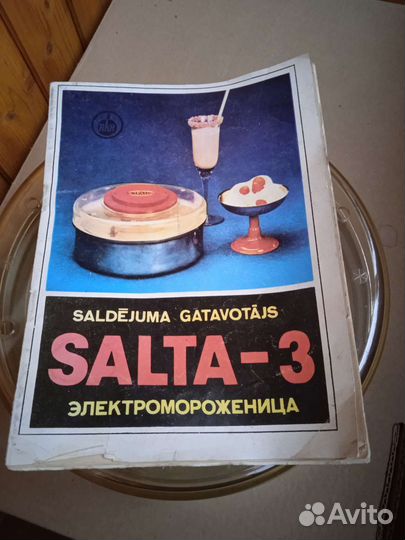 SALDĒJUMA GATAVOTĀJS
SALTA-3
ЭЛЕКТРОМОРОЖЕНИЦА
Avito